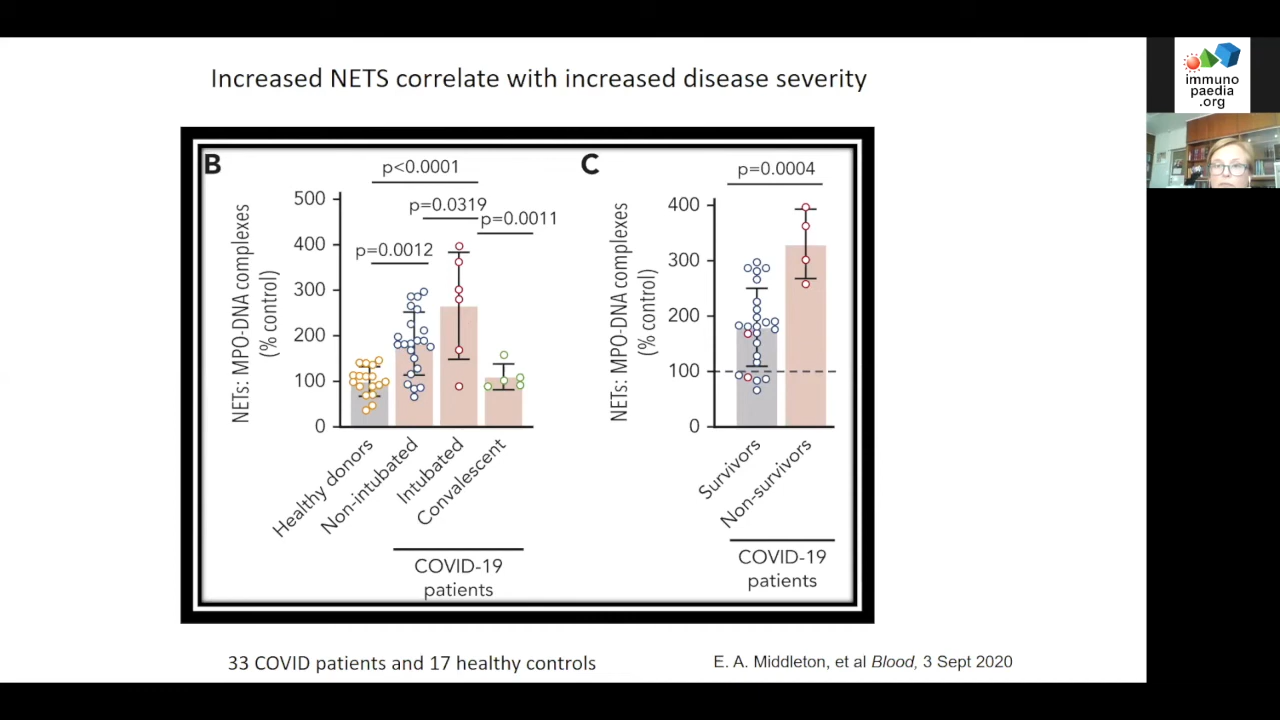 Increased NETS correlate with increased disease severity
immuno
paedia
.org
B
p<0.0001
p=0.0319
p=0.0011
p=0.0012
NETs: MPO-DNA complexes
(% control)
500
400
300
200
100
0
Healthy donors
Non-intubated
Intubated
Convalescent
COVID-19
patients
C
p=0.0004
NETs: MPO-DNA complexes
(% control)
400
300
200
100
0
Survivors
Non-survivors
COVID-19
patients
33 COVID patients and 17 healthy controls
E. A. Middleton, et al Blood, 3 Sept 2020